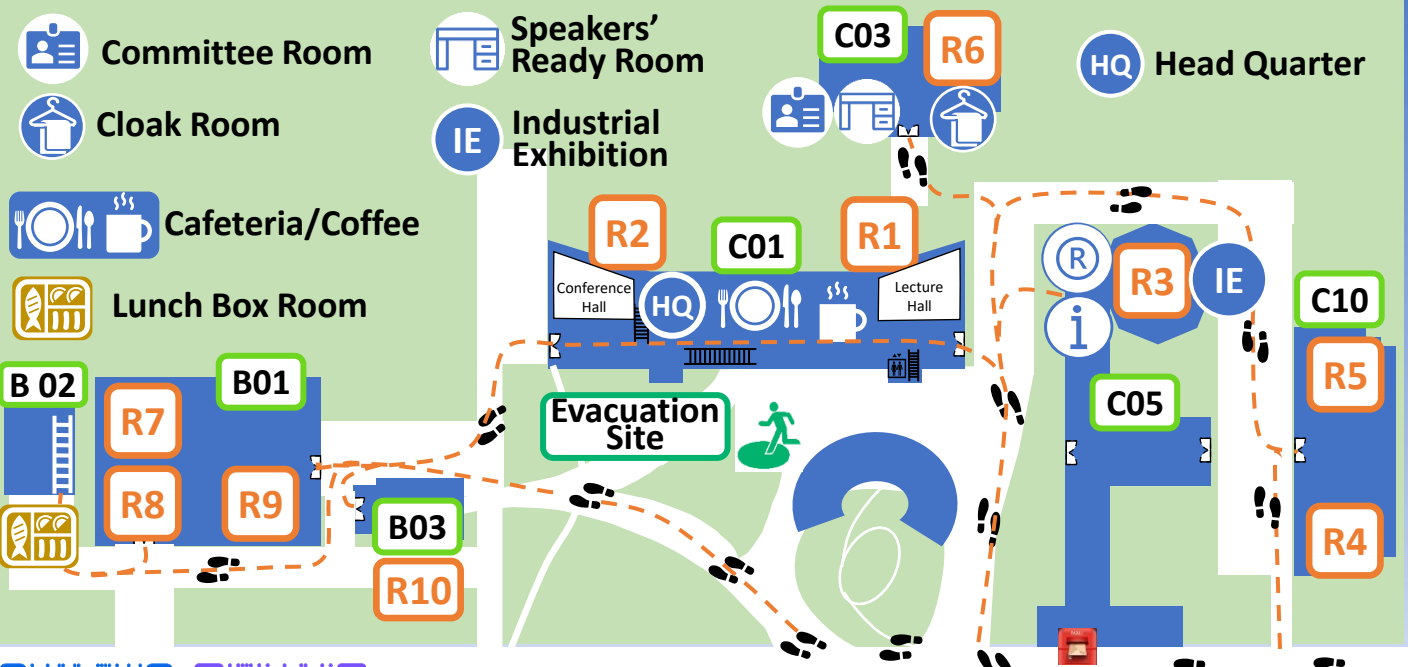 Committee Room
Speakers’
Ready Room
C03
R6
HQ
Head Quarter
Cloak Room
IE
Industrial
Exhibition
Cafeteria/Coffee
R2
C01
R1
R
R3
IE
Conference
Hall
HQ
Lecture
Hall
Lunch Box Room
i
C10
B 02
B01
R5
C05
R7
Evacuation
Site
R8
R9
B03
R4
R10